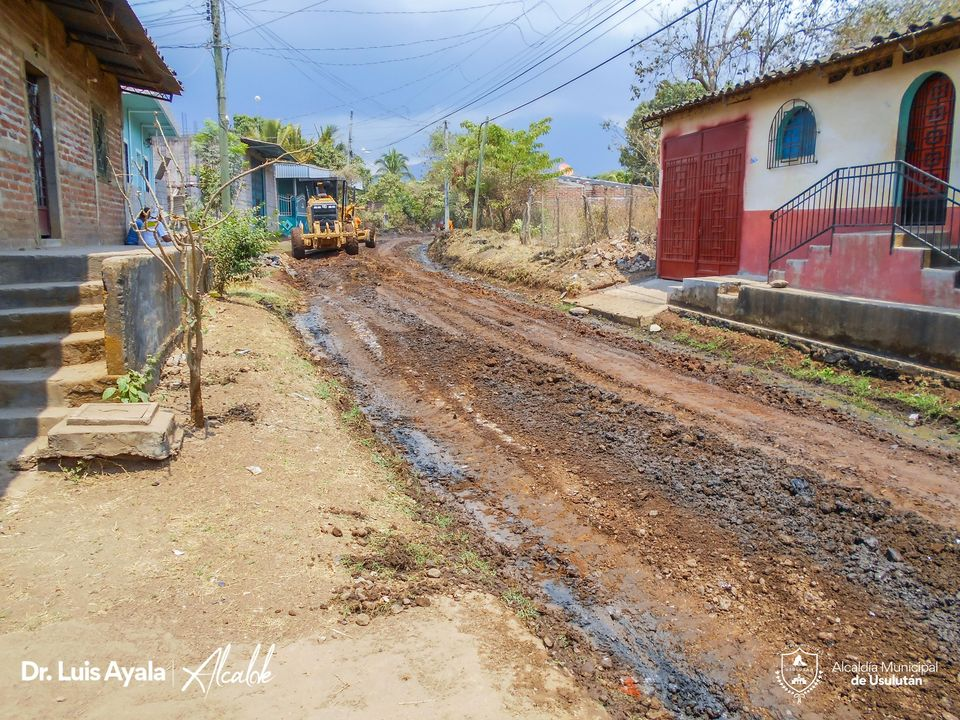 Dr. Luis Ayala | Alcalde
Alcaldía Municipal
de Usulután